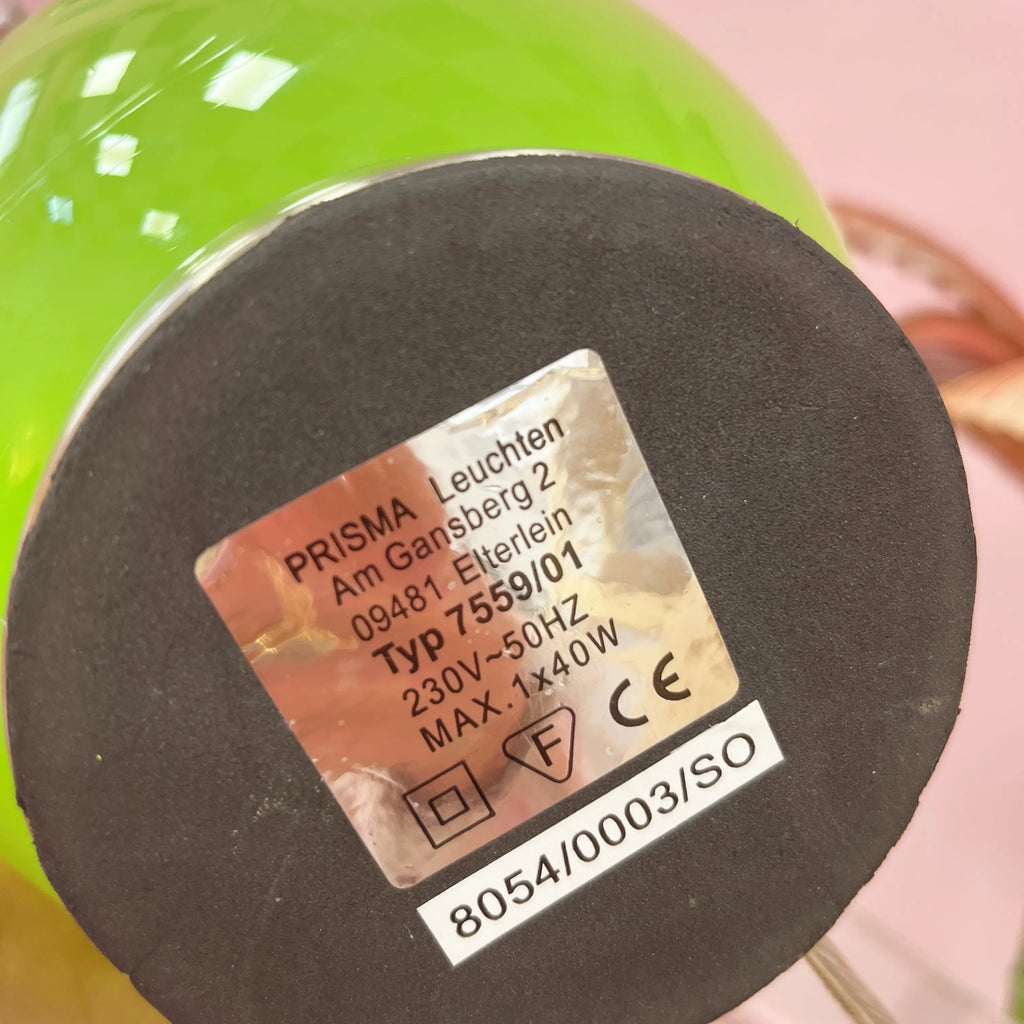 PRISMA Leuchten
Am Gansberg 2
09481 Elterlein
Typ 7559/01
230V~50HZ
MAX. 1x40W
F CE
8054/0003/SO